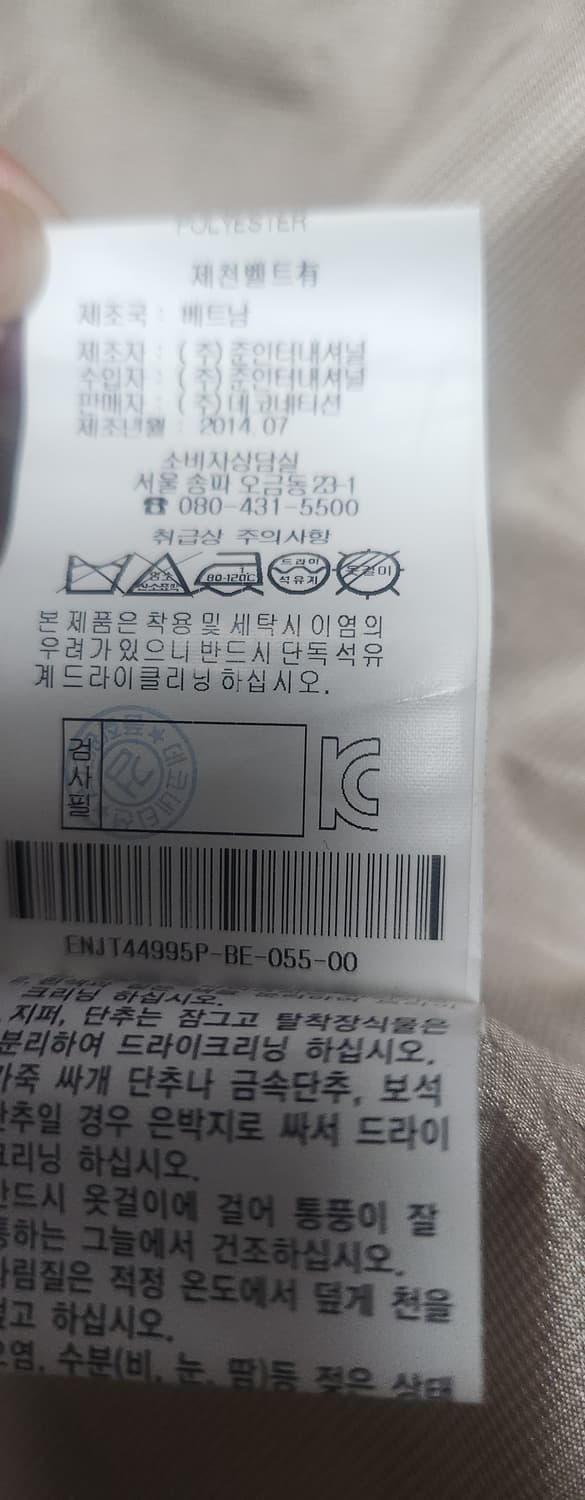 POLYESTER
제천벨트有
제조국 : 베트남
제조자 : (주)준인터내셔널
수입자 : (주)준인터내셔널
판매자 : (주)데코네티션
제조년월 : 2014. 07
소비자상담실
서울 송파 오금동 23-1
☎ 080-431-5500
취급상 주의사항
염소
산소표백
1
80-120℃
드라이
석유계
옷걸이
본 제품은 착용 및 세탁시 이염의
우려가 있으니 반드시 단독 석유
계 드라이클리닝 하십시오.
검사필
데코네티션
KC
ENJT44995P-BE-055-00
크리닝 하십시오.
지퍼, 단추는 잠그고 탈착장식물은
분리하여 드라이크리닝 하십시오.
가죽 싸개 단추나 금속단추, 보석
단추일 경우 은박지로 싸서 드라이
크리닝 하십시오.
반드시 옷걸이에 걸어 통풍이 잘
통하는 그늘에서 건조하십시오.
다림질은 적정 온도에서 덮게 천을
덮고 하십시오.
오염, 수분(비, 눈, 땀)등 젖은 상태